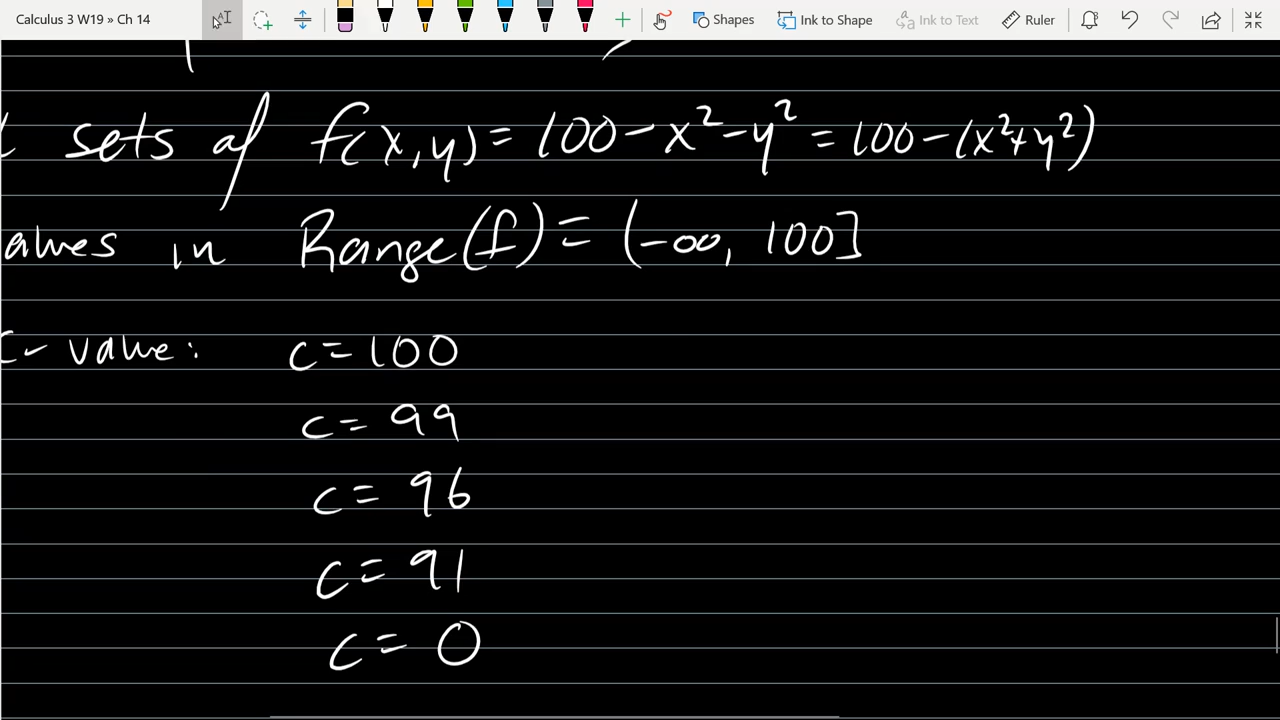 Calculus 3 W19 » Ch 14 Shapes Ink to Shape Ink to Text Ruler
sets of f(x,y) = 100 - x² - y² = 100 - (x² + y²)
alues in Range(f) = (-∞, 100]
c- value: c = 100
c = 99
c = 96
c = 91
c = 0